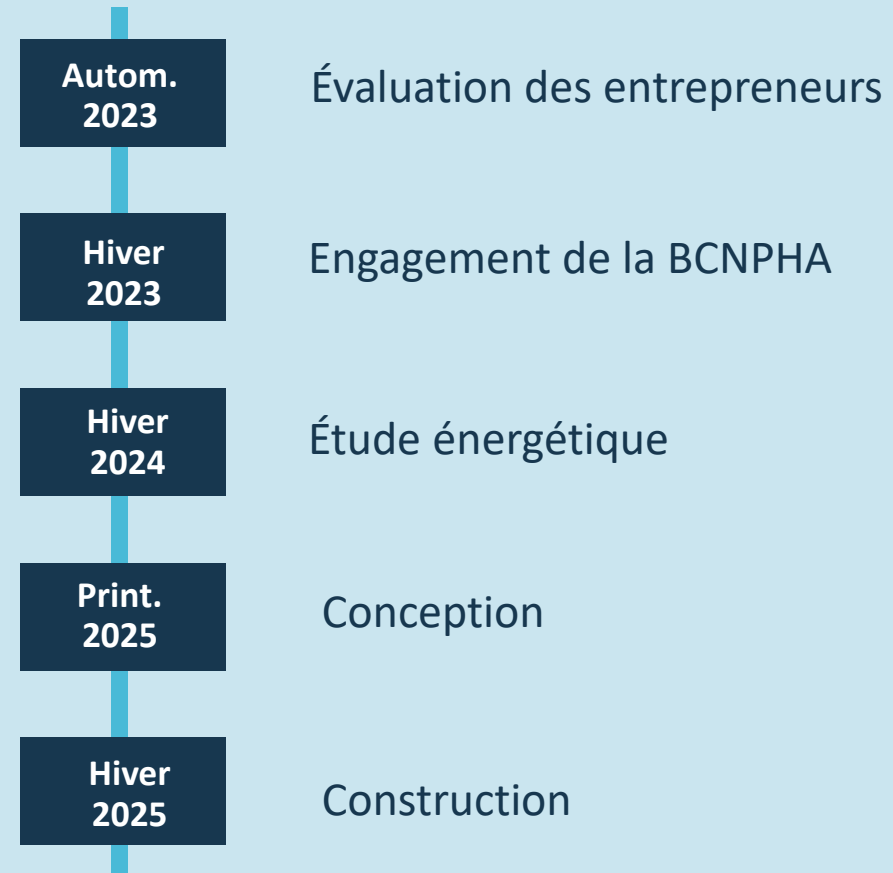 Autom.
2023
Évaluation des entrepreneurs
Hiver
2023
Engagement de la BCNPHA
Hiver
2024
Étude énergétique
Print.
2025
Conception
Hiver
2025
Construction